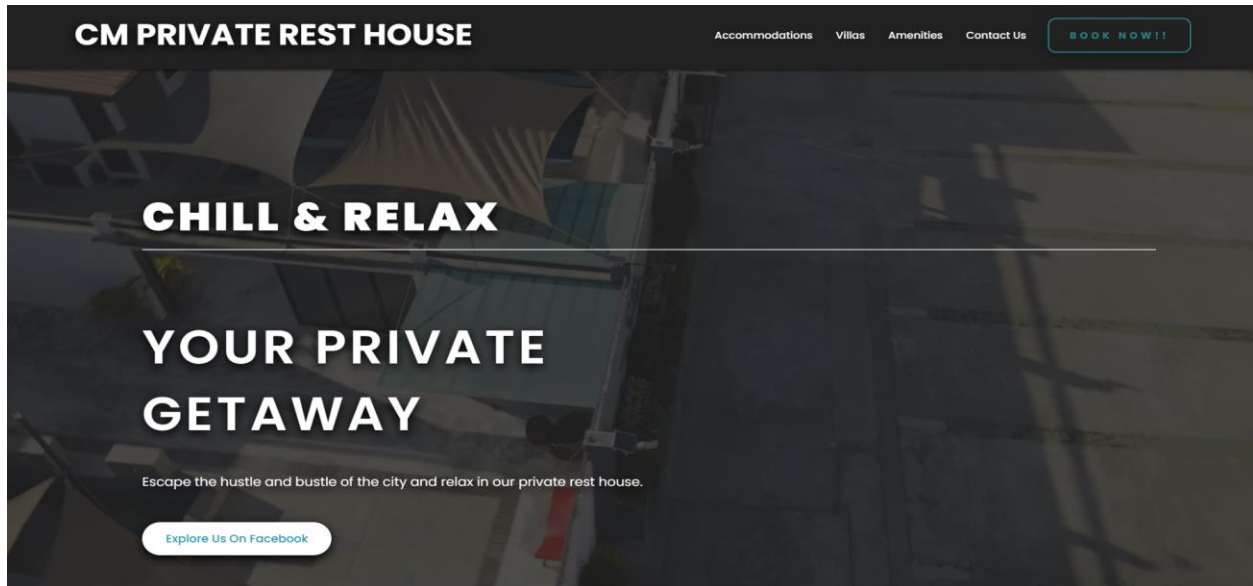 CM PRIVATE REST HOUSE
Accommodations Villas Amenities Contact Us BOOK NOW!!
CHILL & RELAX
YOUR PRIVATE
GETAWAY
Escape the hustle and bustle of the city and relax in our private rest house.
Explore Us On Facebook